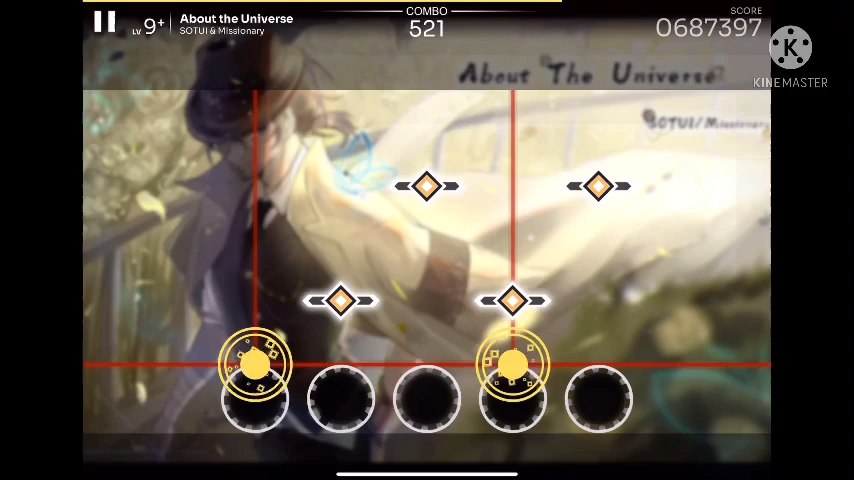 LV 9+
About the Universe
SOTUI & Missionary
COMBO
521
SCORE
0687397
K
KINEMASTER
About The Universe
SOTUI/Missionary